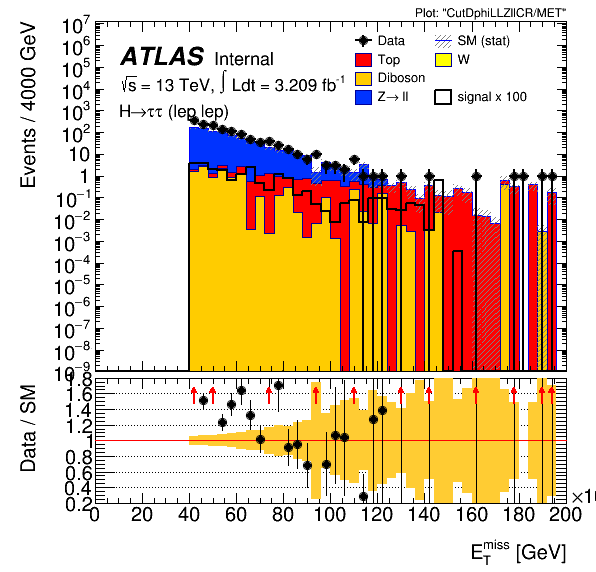 Plot: "CutDphiLLZllCR/MET"
Events / 4000 GeV
10⁷
10⁶
10⁵
10⁴
10³
10²
10
1
10⁻¹
10⁻²
10⁻³
10⁻⁴
10⁻⁵
10⁻⁶
10⁻⁷
10⁻⁸
10⁻⁹
ATLAS Internal
√s = 13 TeV, ∫ Ldt = 3.209 fb⁻¹
H→ττ (lep lep)
Data
SM (stat)
Top
W
Diboson
Z→ ll
signal x 100
Data / SM
1.8
1.6
1.4
1.2
1
0.8
0.6
0.4
0.2
0 20 40 60 80 100 120 140 160 180 200
×10
E_T^miss [GeV]